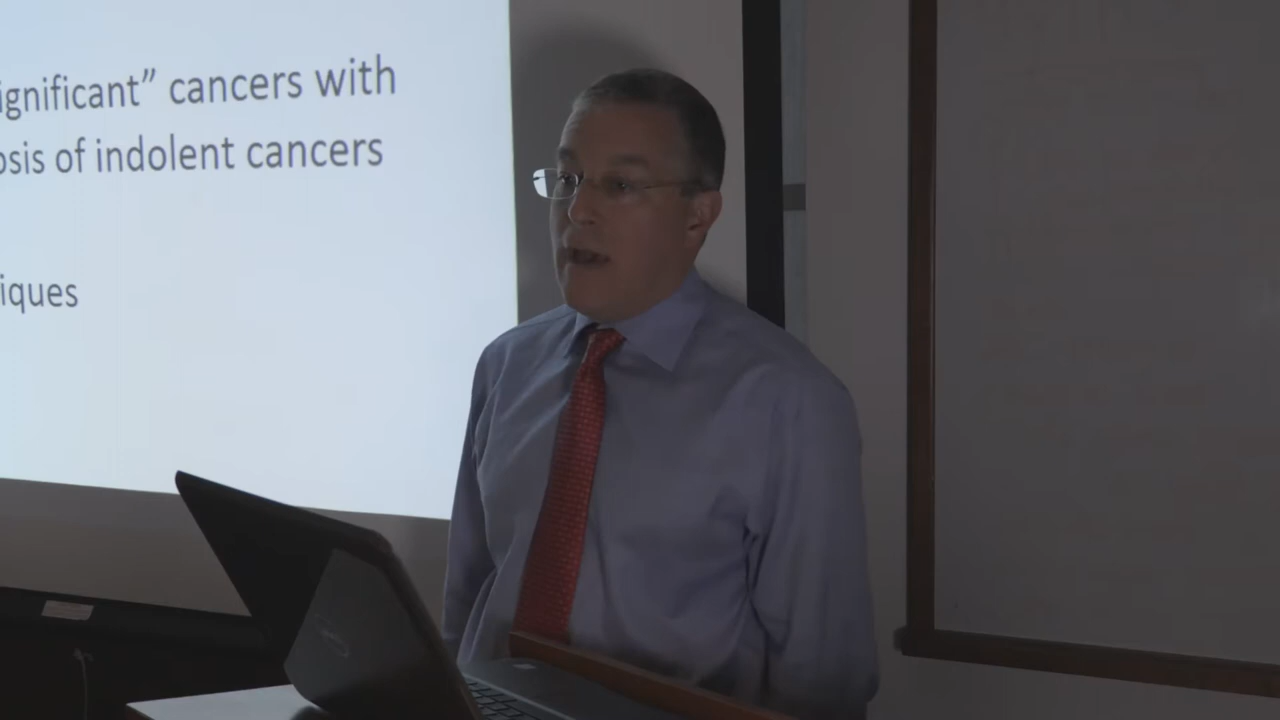 ignificant” cancers with
osis of indolent cancers
iques